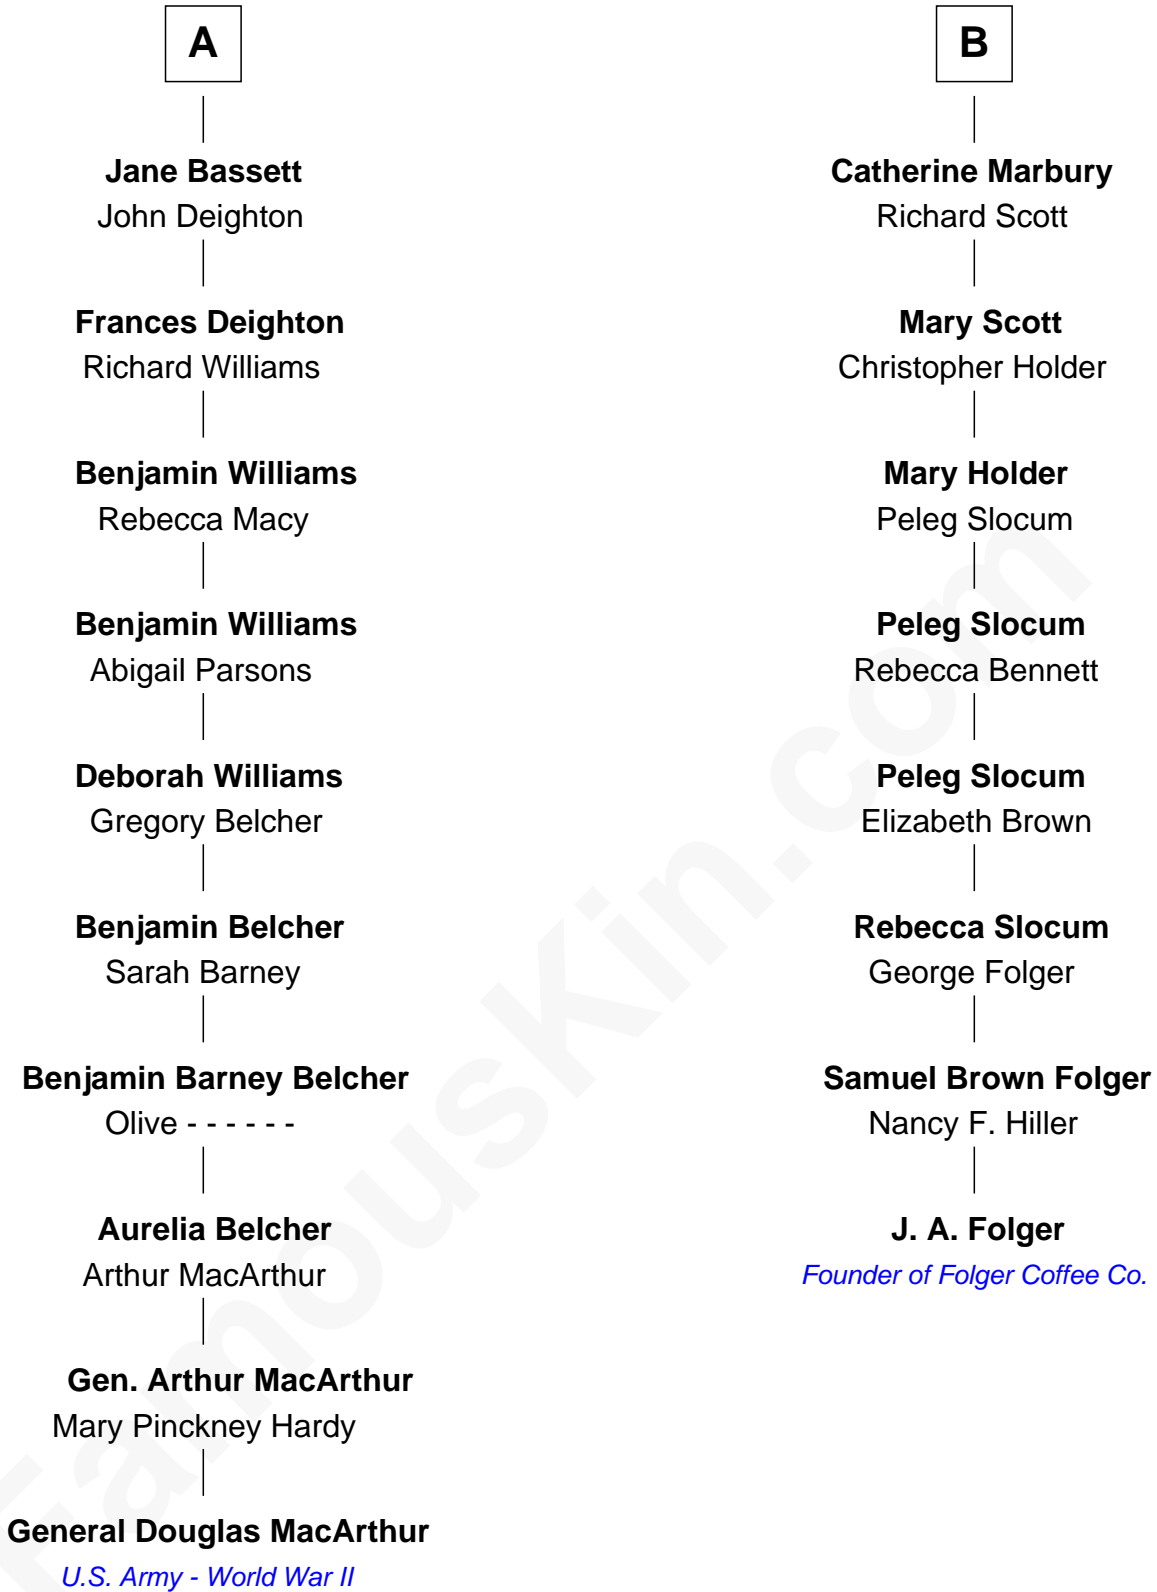 A
Jane Bassett
John Deighton
Frances Deighton
Richard Williams
Benjamin Williams
Rebecca Macy
Benjamin Williams
Abigail Parsons
Deborah Williams
Gregory Belcher
Benjamin Belcher
Sarah Barney
Benjamin Barney Belcher
Olive - - - - - -
Aurelia Belcher
Arthur MacArthur
Gen. Arthur MacArthur
Mary Pinckney Hardy
General Douglas MacArthur
U.S. Army - World War II
B
Catherine Marbury
Richard Scott
Mary Scott
Christopher Holder
Mary Holder
Peleg Slocum
Peleg Slocum
Rebecca Bennett
Peleg Slocum
Elizabeth Brown
Rebecca Slocum
George Folger
Samuel Brown Folger
Nancy F. Hiller
J. A. Folger
Founder of Folger Coffee Co.
FamousKin.com